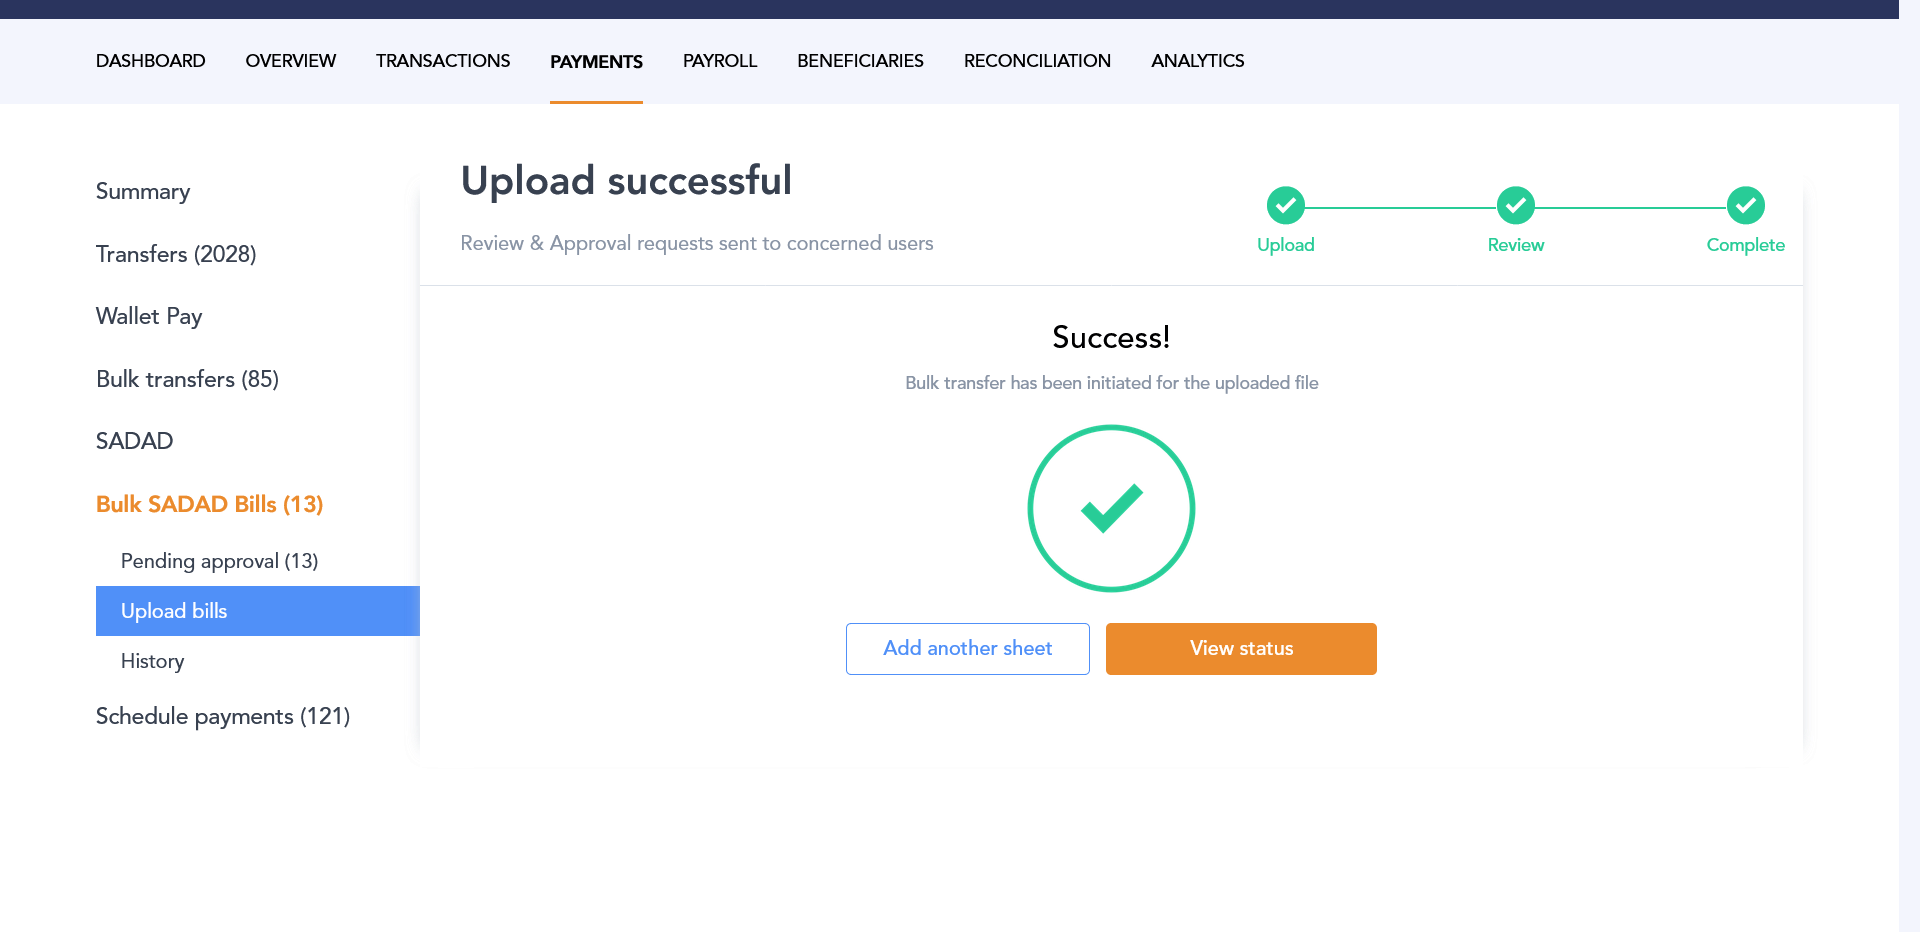 DASHBOARD OVERVIEW TRANSACTIONS PAYMENTS PAYROLL BENEFICIARIES RECONCILIATION ANALYTICS
Summary
Transfers (2028)
Wallet Pay
Bulk transfers (85)
SADAD
Bulk SADAD Bills (13)
Pending approval (13)
Upload bills
History
Schedule payments (121)
Upload successful
Review & Approval requests sent to concerned users
Upload Review Complete
Success!
Bulk transfer has been initiated for the uploaded file
Add another sheet View status